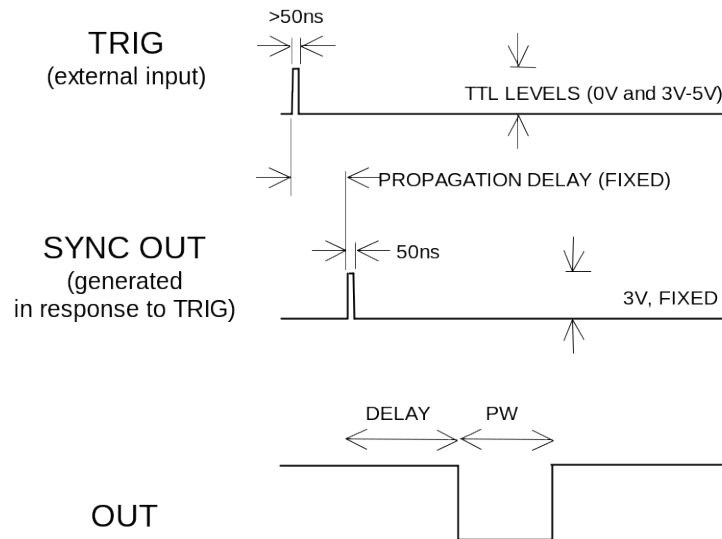 >50ns
TRIG
(external input)
TTL LEVELS (0V and 3V-5V)
PROPAGATION DELAY (FIXED)
SYNC OUT
(generated
in response to TRIG)
50ns
3V, FIXED
DELAY
PW
OUT